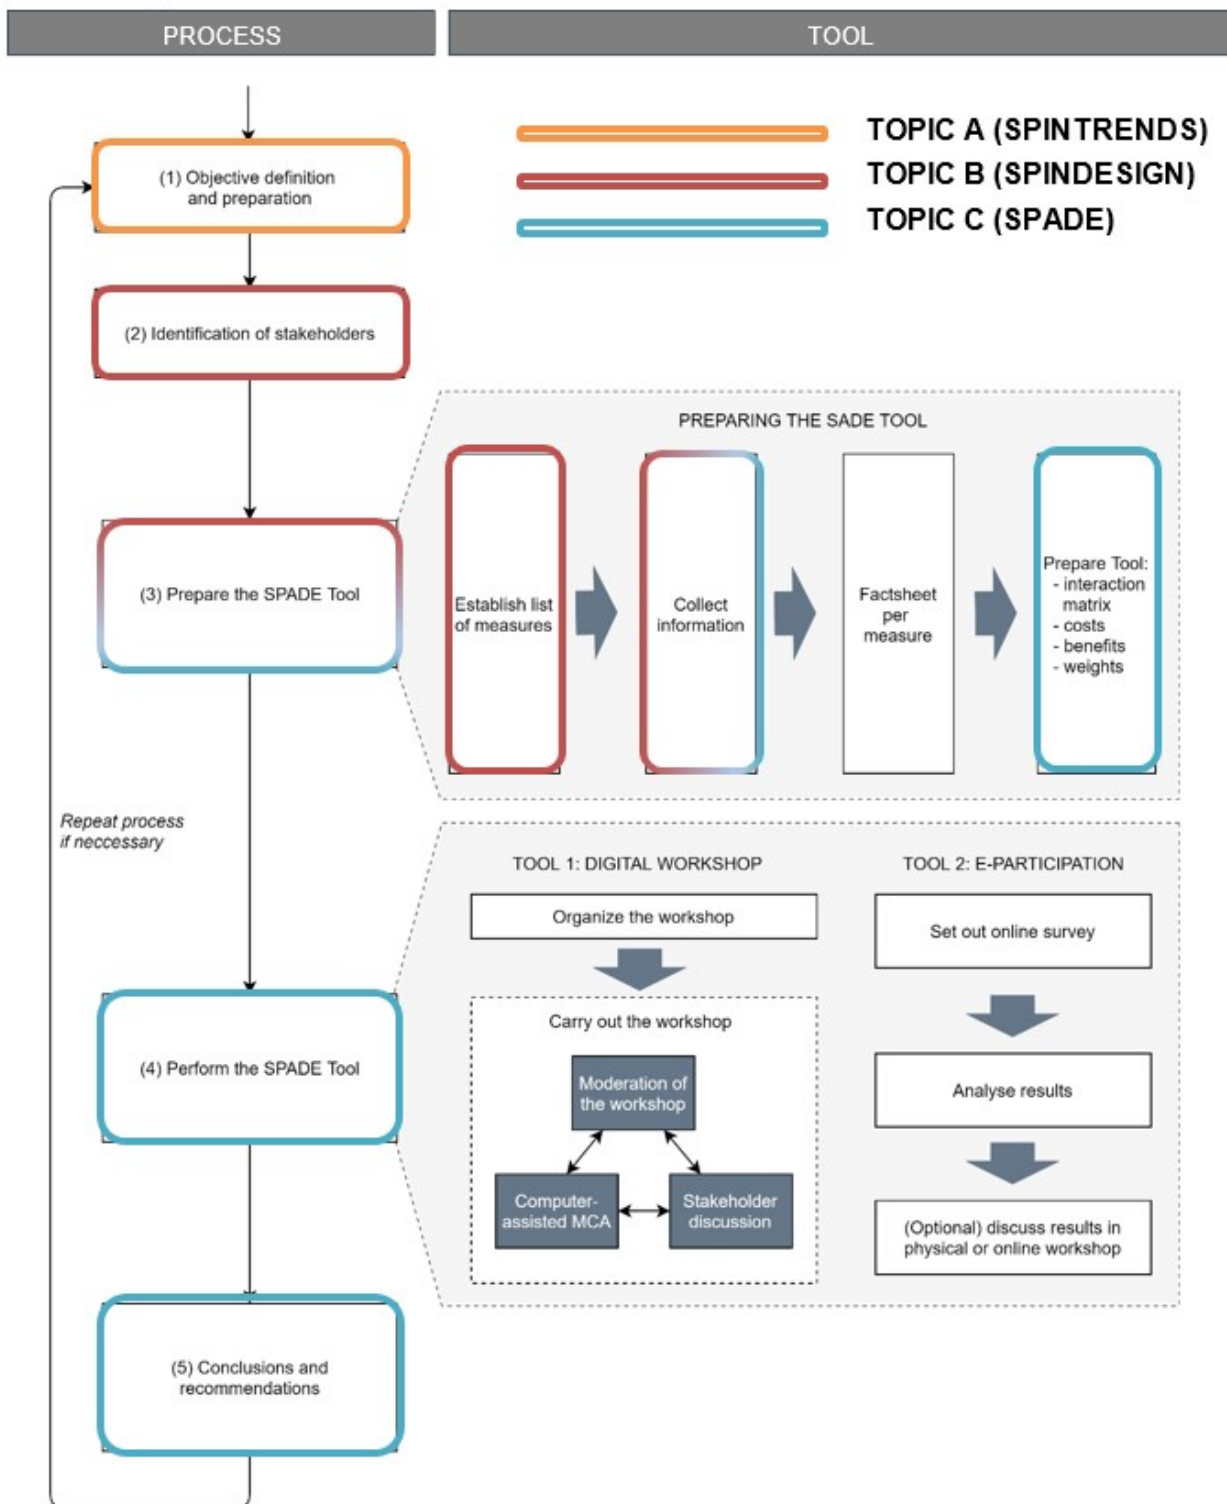 PROCESS
TOOL
TOPIC A (SPINTRENDS)
TOPIC B (SPINDESIGN)
TOPIC C (SPADE)
(1) Objective definition
and preparation
(2) Identification of stakeholders
PREPARING THE SADE TOOL
(3) Prepare the SPADE Tool
Establish list
of measures
Collect
information
Factsheet
per
measure
Prepare Tool:
- interaction
matrix
- costs
- benefits
- weights
Repeat process
if neccessary
TOOL 1: DIGITAL WORKSHOP
Organize the workshop
Carry out the workshop
Moderation of
the workshop
Computer-
assisted MCA
Stakeholder
discussion
TOOL 2: E-PARTICIPATION
Set out online survey
Analyse results
(Optional) discuss results in
physical or online workshop
(4) Perform the SPADE Tool
(5) Conclusions and
recommendations